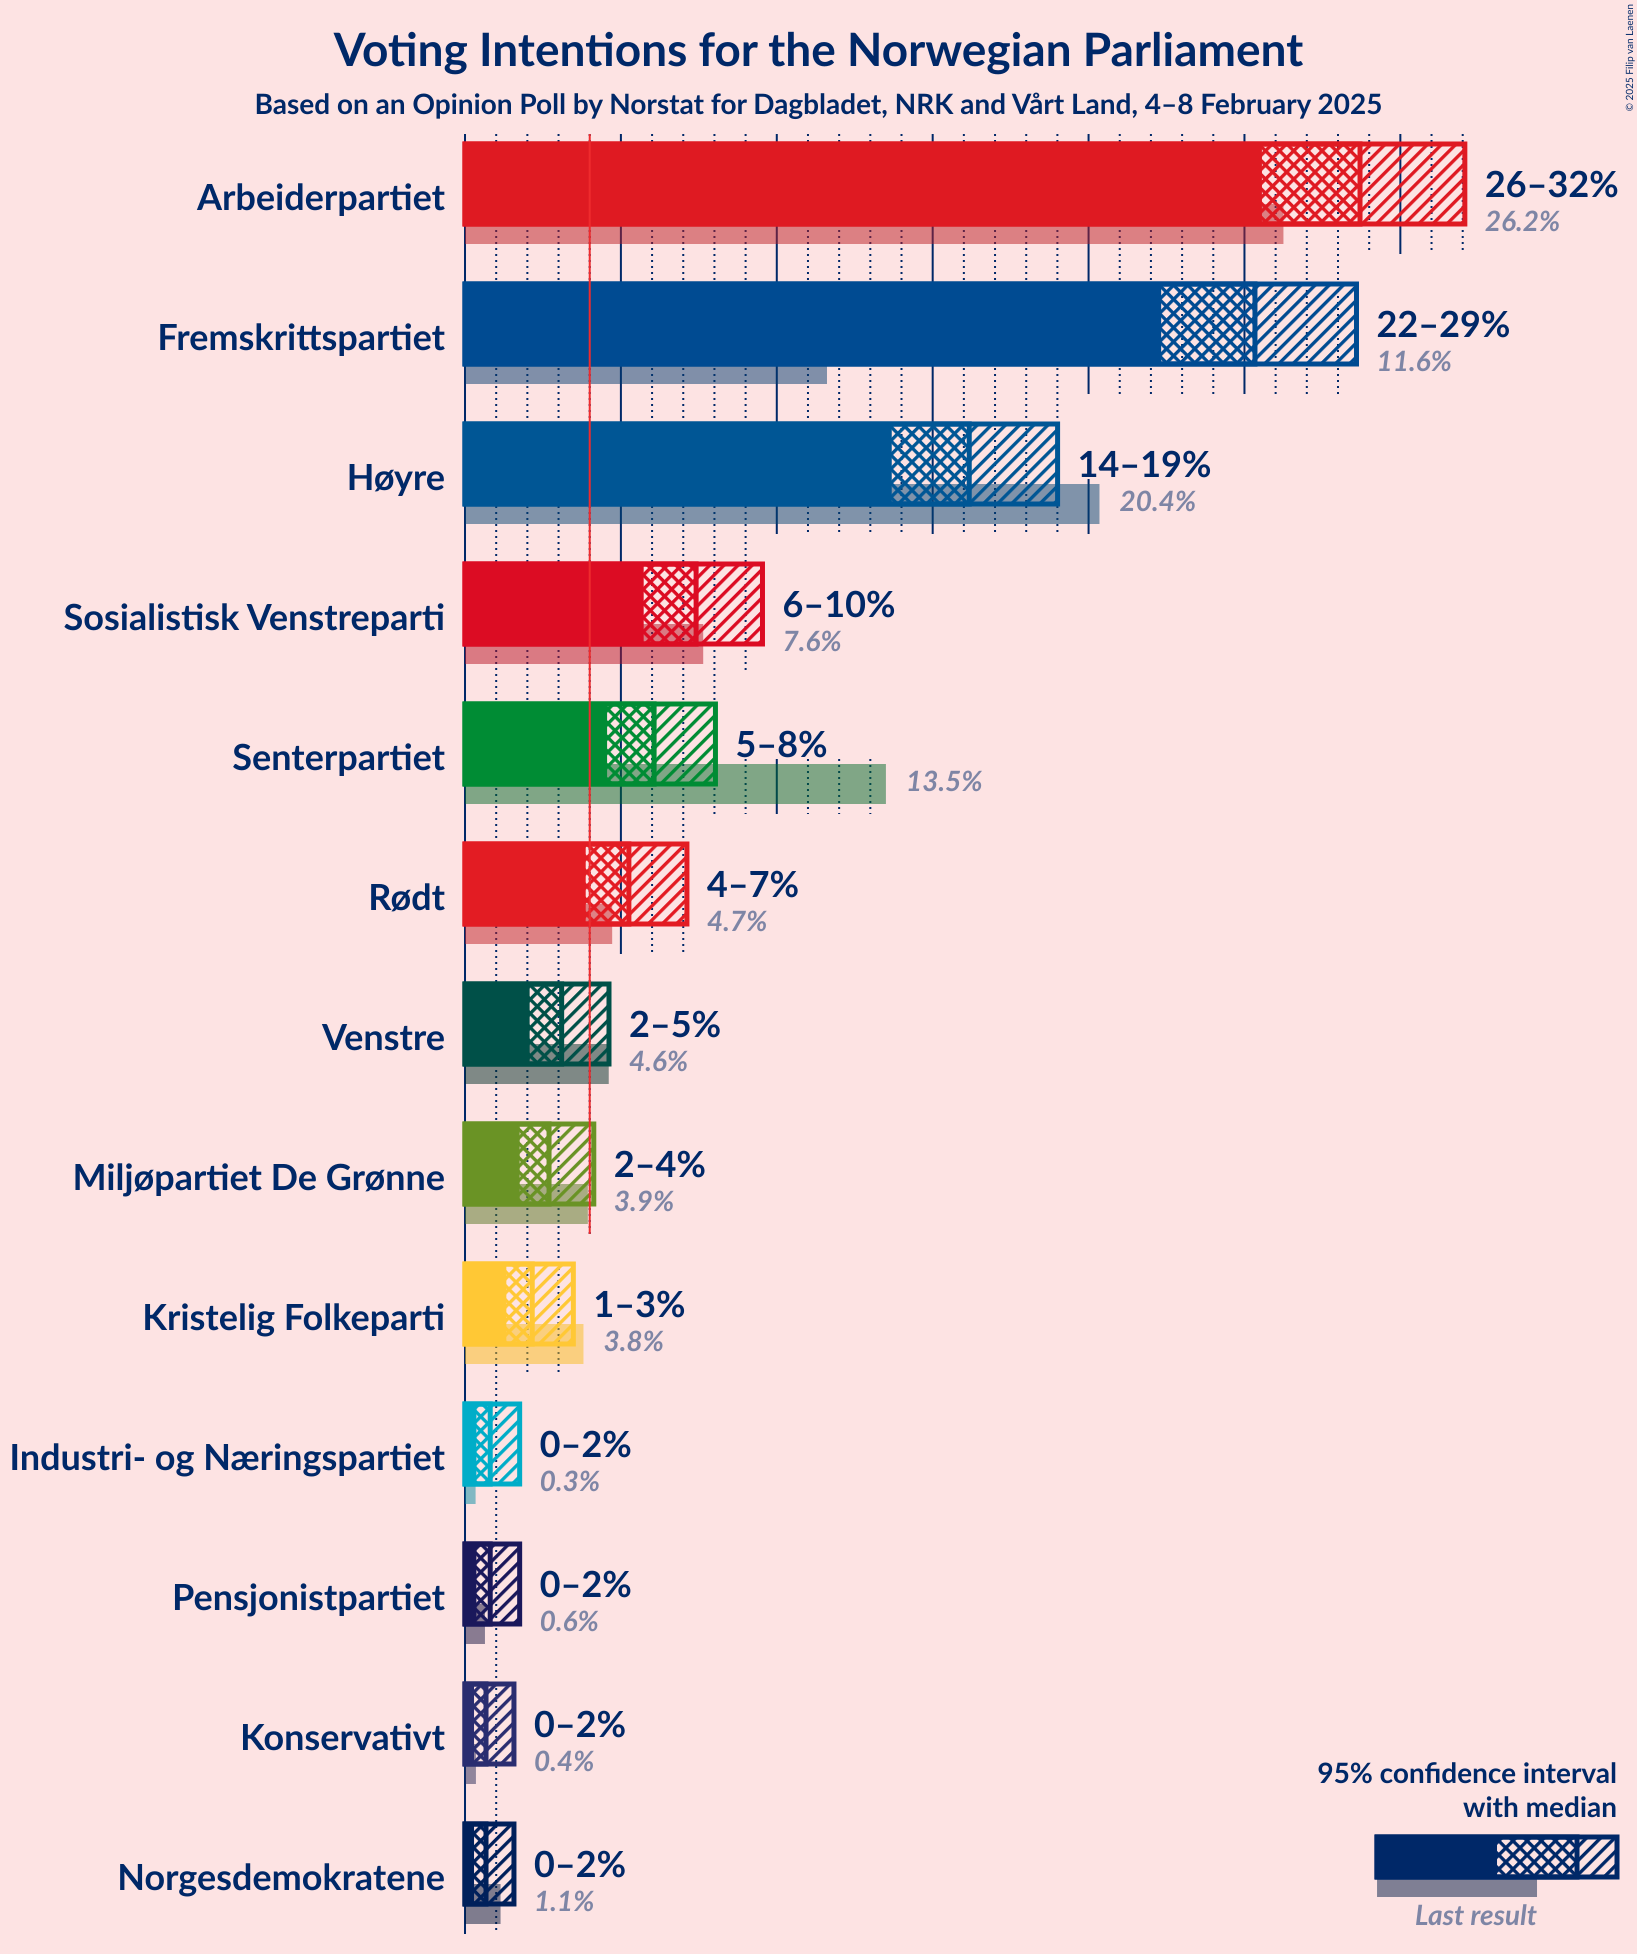 Voting Intentions for the Norwegian Parliament
Based on an Opinion Poll by Norstat for Dagbladet, NRK and Vårt Land, 4–8 February 2025
© 2025 Filip van Laenen
Arbeiderpartiet
26–32%
26.2%
Fremskrittspartiet
22–29%
11.6%
Høyre
14–19%
20.4%
Sosialistisk Venstreparti
6–10%
7.6%
Senterpartiet
5–8%
13.5%
Rødt
4–7%
4.7%
Venstre
2–5%
4.6%
Miljøpartiet De Grønne
2–4%
3.9%
Kristelig Folkeparti
1–3%
3.8%
Industri- og Næringspartiet
0–2%
0.3%
Pensjonistpartiet
0–2%
0.6%
Konservativt
0–2%
0.4%
Norgesdemokratene
0–2%
1.1%
95% confidence interval
with median
Last result